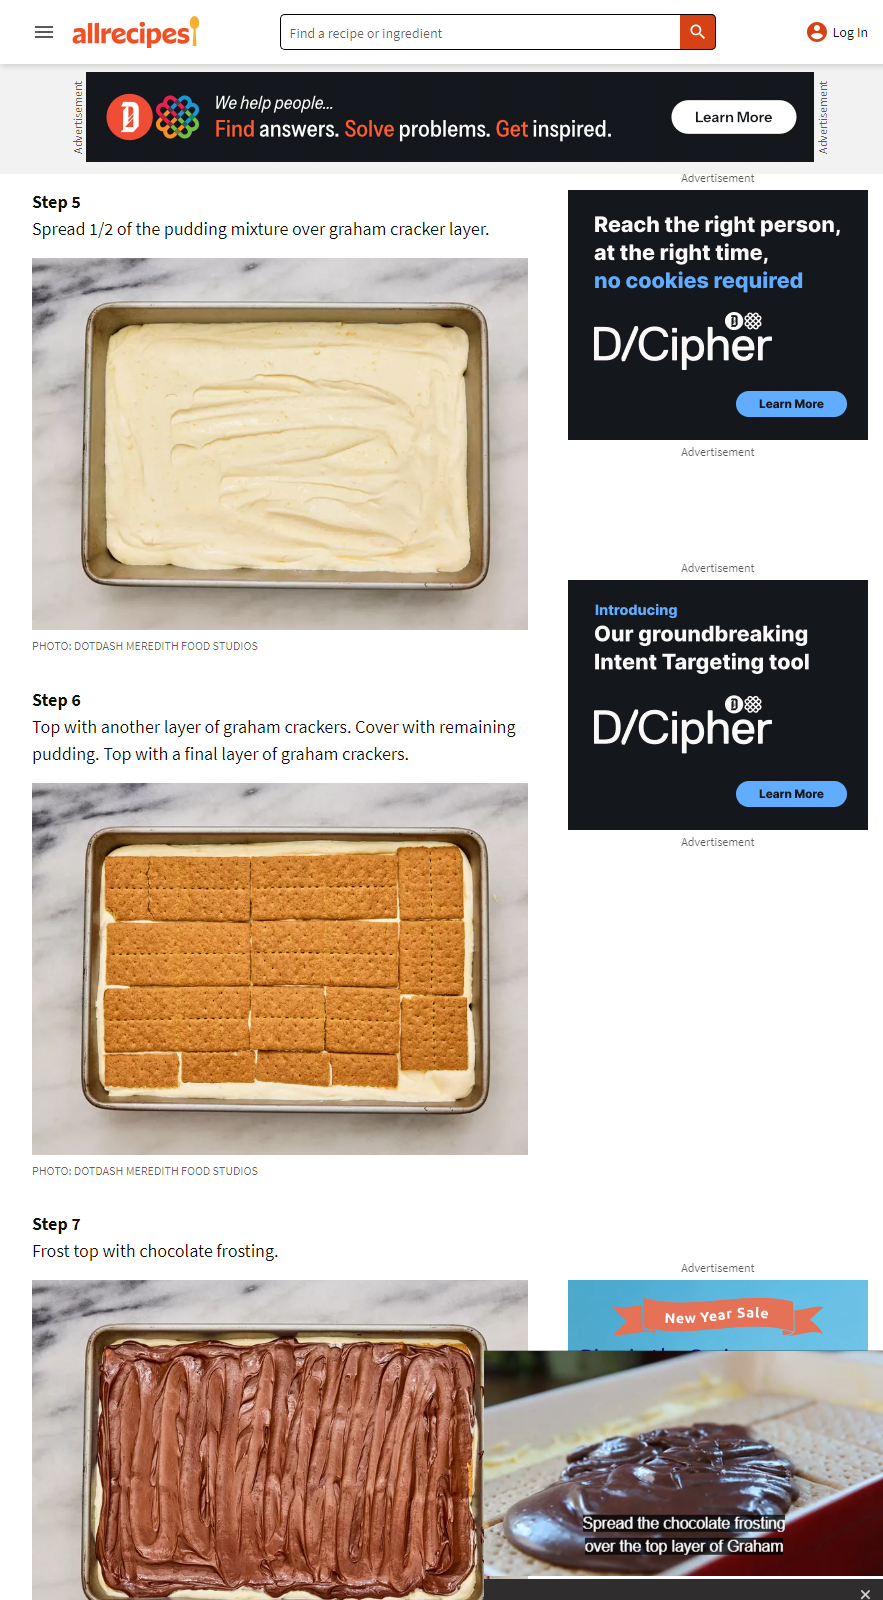 allrecipes
Find a recipe or ingredient
Log In
Advertisement
D
We help people...
Find answers. Solve problems. Get inspired.
Learn More
Advertisement
Step 5
Spread 1/2 of the pudding mixture over graham cracker layer.
PHOTO: DOTDASH MEREDITH FOOD STUDIOS
Step 6
Top with another layer of graham crackers. Cover with remaining
pudding. Top with a final layer of graham crackers.
PHOTO: DOTDASH MEREDITH FOOD STUDIOS
Step 7
Frost top with chocolate frosting.
Advertisement
Reach the right person,
at the right time,
no cookies required
D/Cipher
Learn More
Advertisement
Advertisement
Introducing
Our groundbreaking
Intent Targeting tool
D/Cipher
Learn More
Advertisement
Advertisement
New Year Sale
Spread the chocolate frosting
over the top layer of Graham